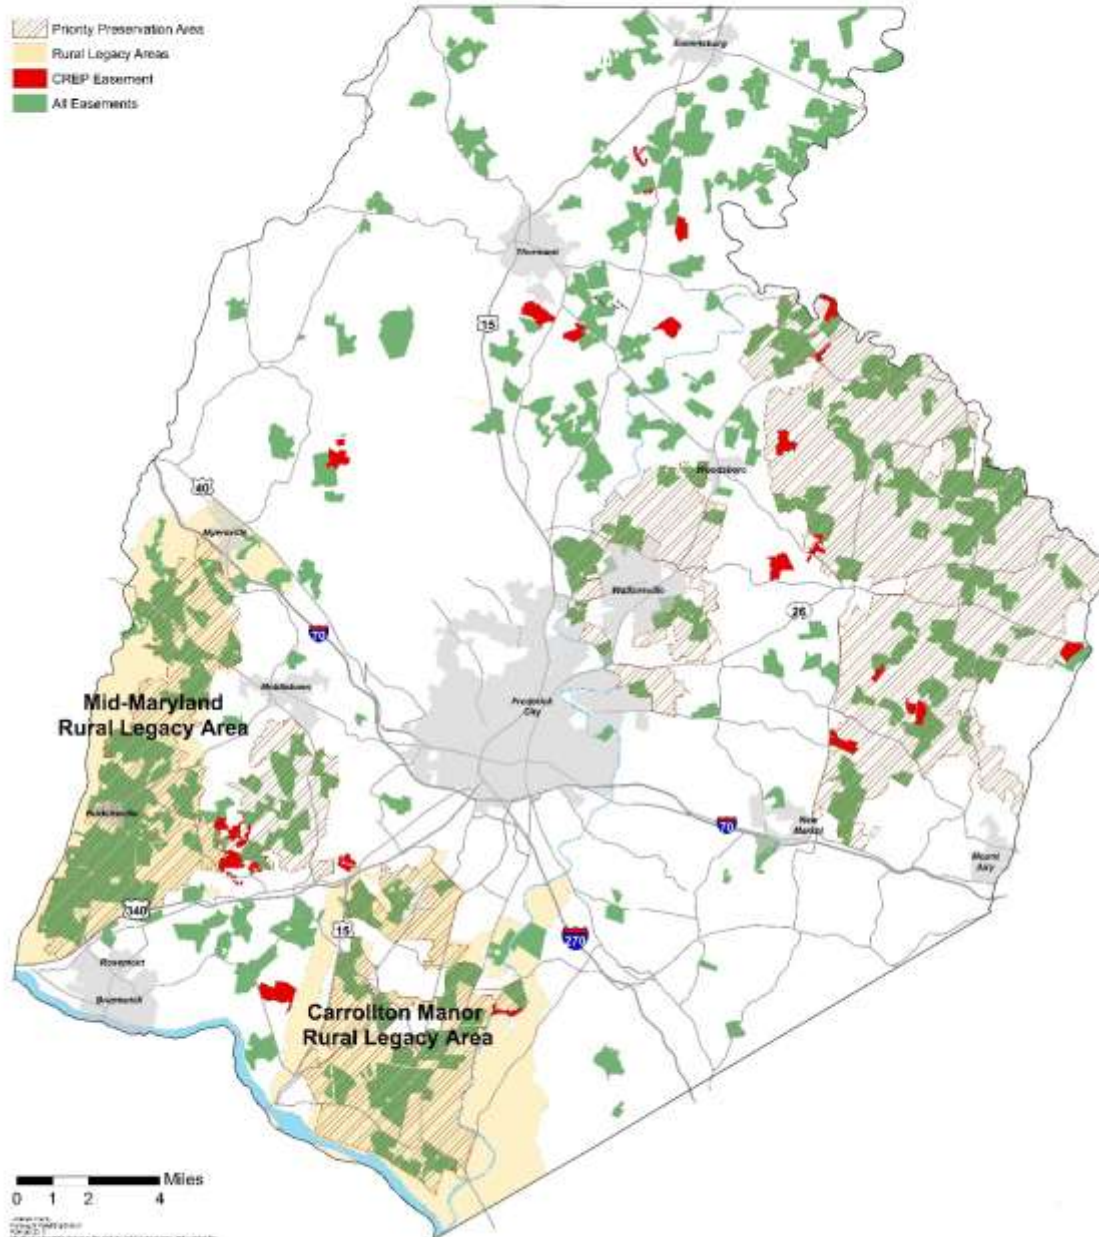 Priority Preservation Area
Rural Legacy Areas
CREP Easement
All Easements
Emmitsburg
Thurmont
15
Woodsboro
40
Myersville
Walkersville
26
70
Middletown
Frederick
City
Mid-Maryland
Rural Legacy Area
Burkittsville
New
Market
70
Mount
Airy
340
15
270
Rosemont
Brunswick
Carrollton Manor
Rural Legacy Area
Miles
0 1 2 4